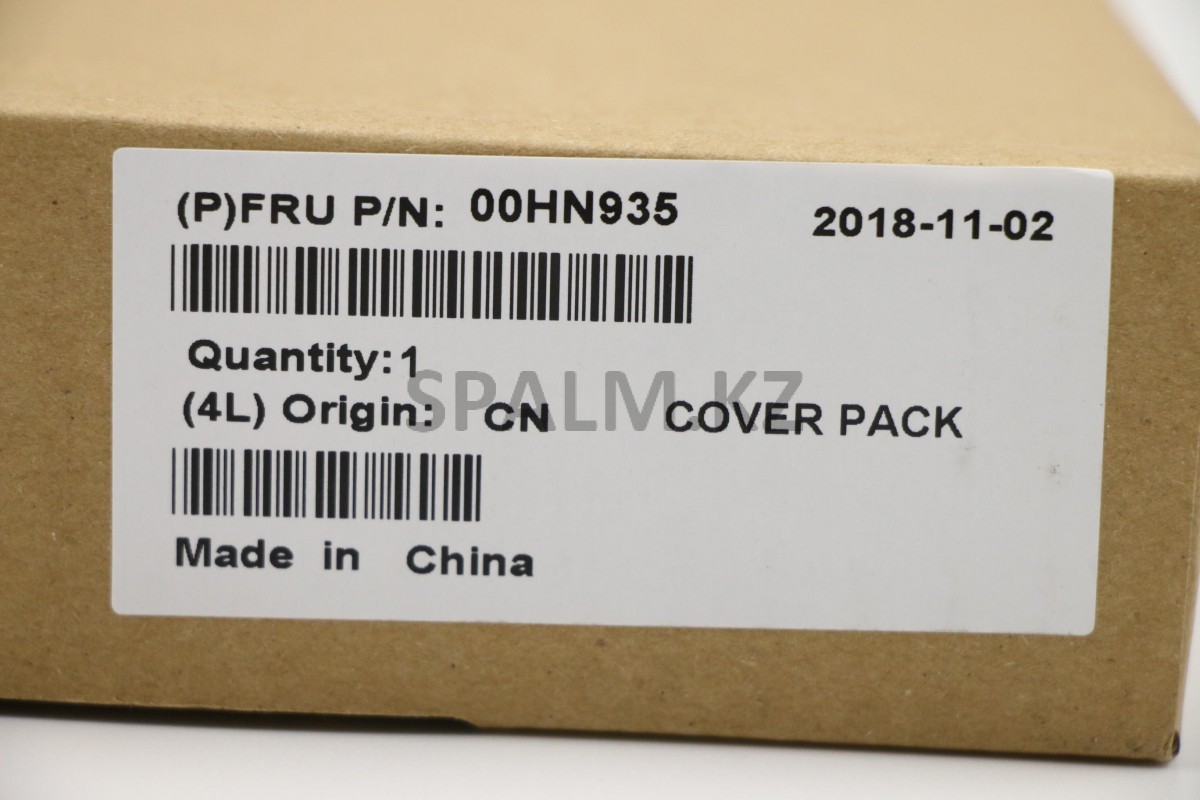 (P)FRU P/N: 00HN935 2018-11-02
Quantity:1
SPALM.KZ
(4L) Origin: CN COVER PACK
Made in China